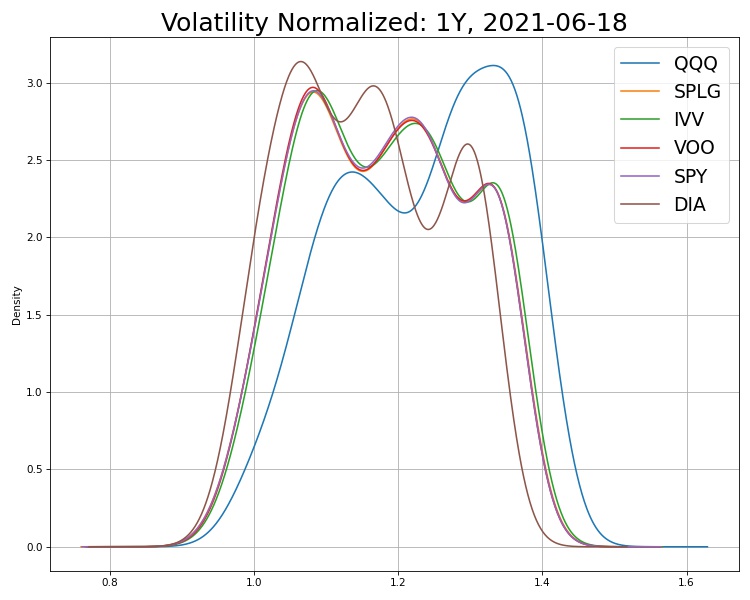 Volatility Normalized: 1Y, 2021-06-18
QQQ
SPLG
IVV
VOO
SPY
DIA
Density
3.0
2.5
2.0
1.5
1.0
0.5
0.0
0.8 1.0 1.2 1.4 1.6